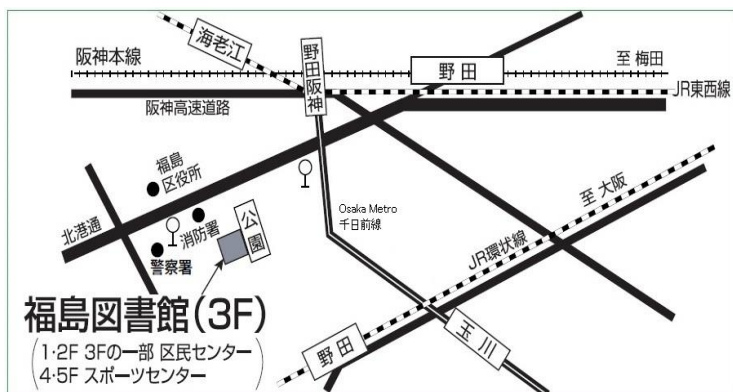 海老江
阪神本線
野田阪神
野田
至 梅田
JR東西線
阪神高速道路
福島
区役所
北港通
消防署
公園
警察署
Osaka Metro
千日前線
至 大阪
JR環状線
福島図書館(3F)
1・2F 3Fの一部 区民センター
4・5F スポーツセンター
野田
玉川